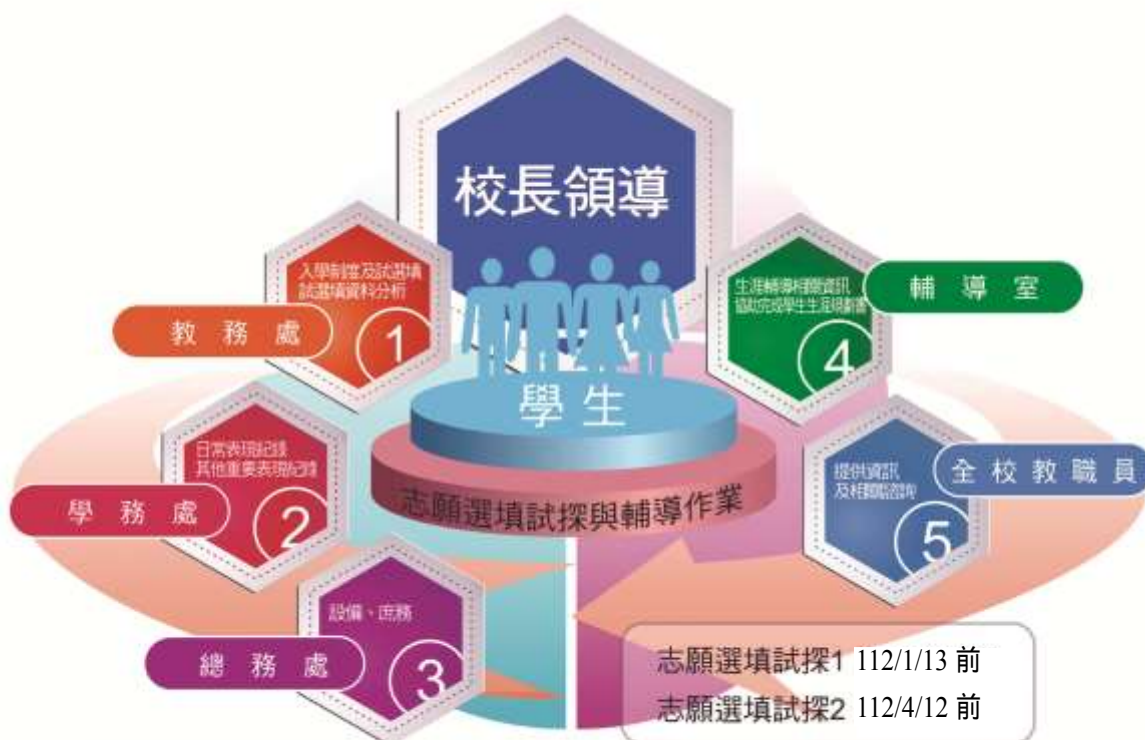 校長領導
入學制度及試選填
試選填資料分析
1
教務處
日常表現紀錄
其他重要表現紀錄
2
學務處
設備、庶務
3
總務處
生涯輔導相關資訊
協助完成學生生涯規劃書
4
輔導室
提供資訊
及相關諮詢
5
全校教職員
學生
志願選填試探與輔導作業
志願選填試探1 112/1/13 前
志願選填試探2 112/4/12 前